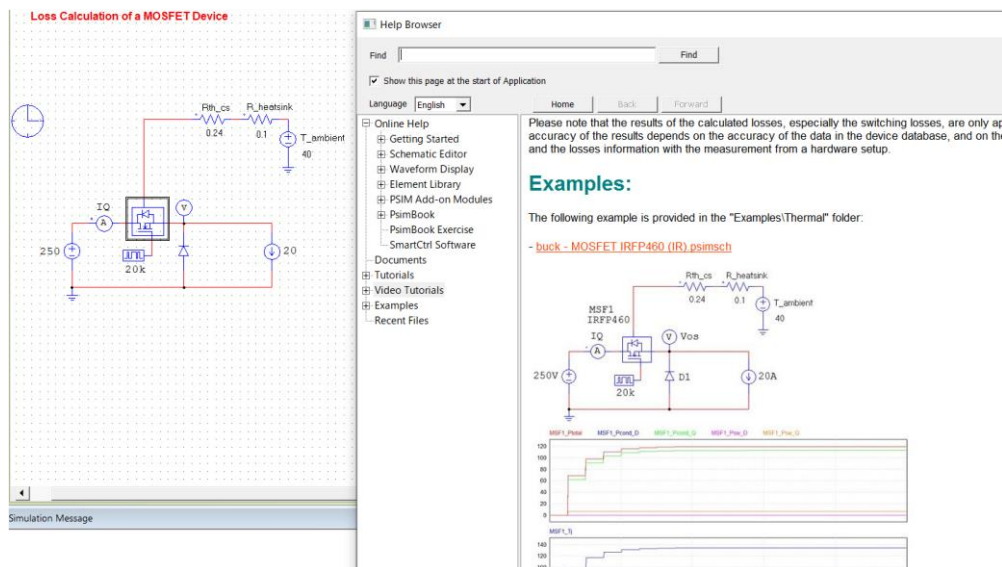 Loss Calculation of a MOSFET Device
Rth_cs
R_heatsink
0.24
0.1
T_ambient
40
IQ
A
V
250
20k
20
Simulation Message
Help Browser
Find
Find
Show this page at the start of Application
Language
English
Home
Back
Forward
Online Help
Getting Started
Schematic Editor
Waveform Display
Element Library
PSIM Add-on Modules
PsimBook
PsimBook Exercise
SmartCtrl Software
Documents
Tutorials
Video Tutorials
Examples
Recent Files
Please note that the results of the calculated losses, especially the switching losses, are only ap
accuracy of the results depends on the accuracy of the data in the device database, and on the
and the losses information with the measurement from a hardware setup.
Examples:
The following example is provided in the "Examples\Thermal" folder:
- buck - MOSFET IRFP460 (IR).psimsch
Rth_cs
R_heatsink
0.24
0.1
T_ambient
40
MSF1
IRFP460
IQ
A
V
Vos
250V
D1
20A
20k
MSF1_Ptotal MSF1_Pcond_D MSF1_Pcond_Q MSF1_Psw_D MSF1_Psw_Q
120
100
80
60
40
20
0
MSF1_Tj
140
120
100